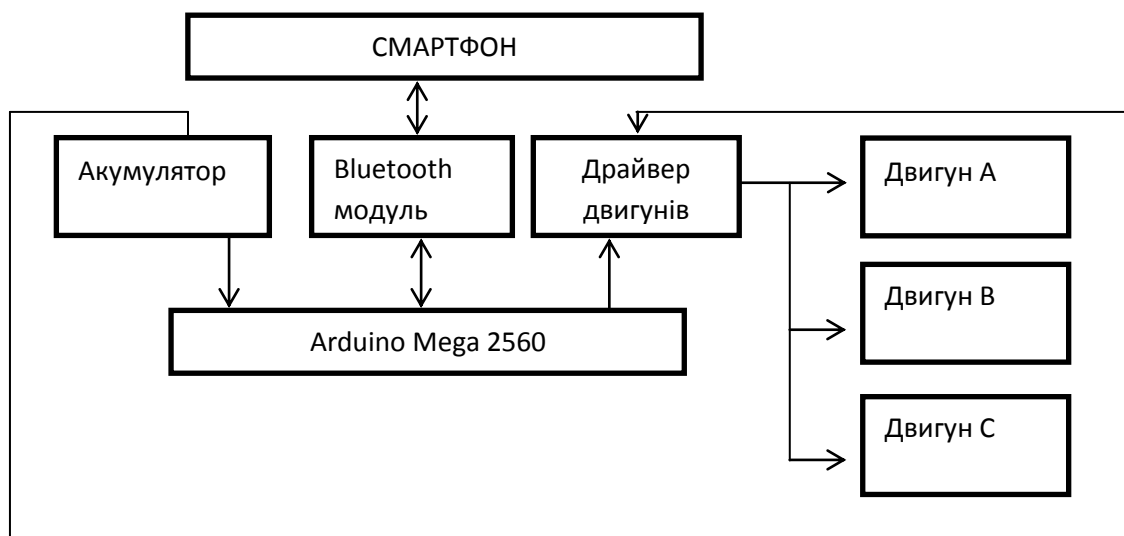 СМАРТФОН
Акумулятор
Bluetooth
модуль
Драйвер
двигунів
Двигун А
Двигун В
Двигун С
Arduino Mega 2560